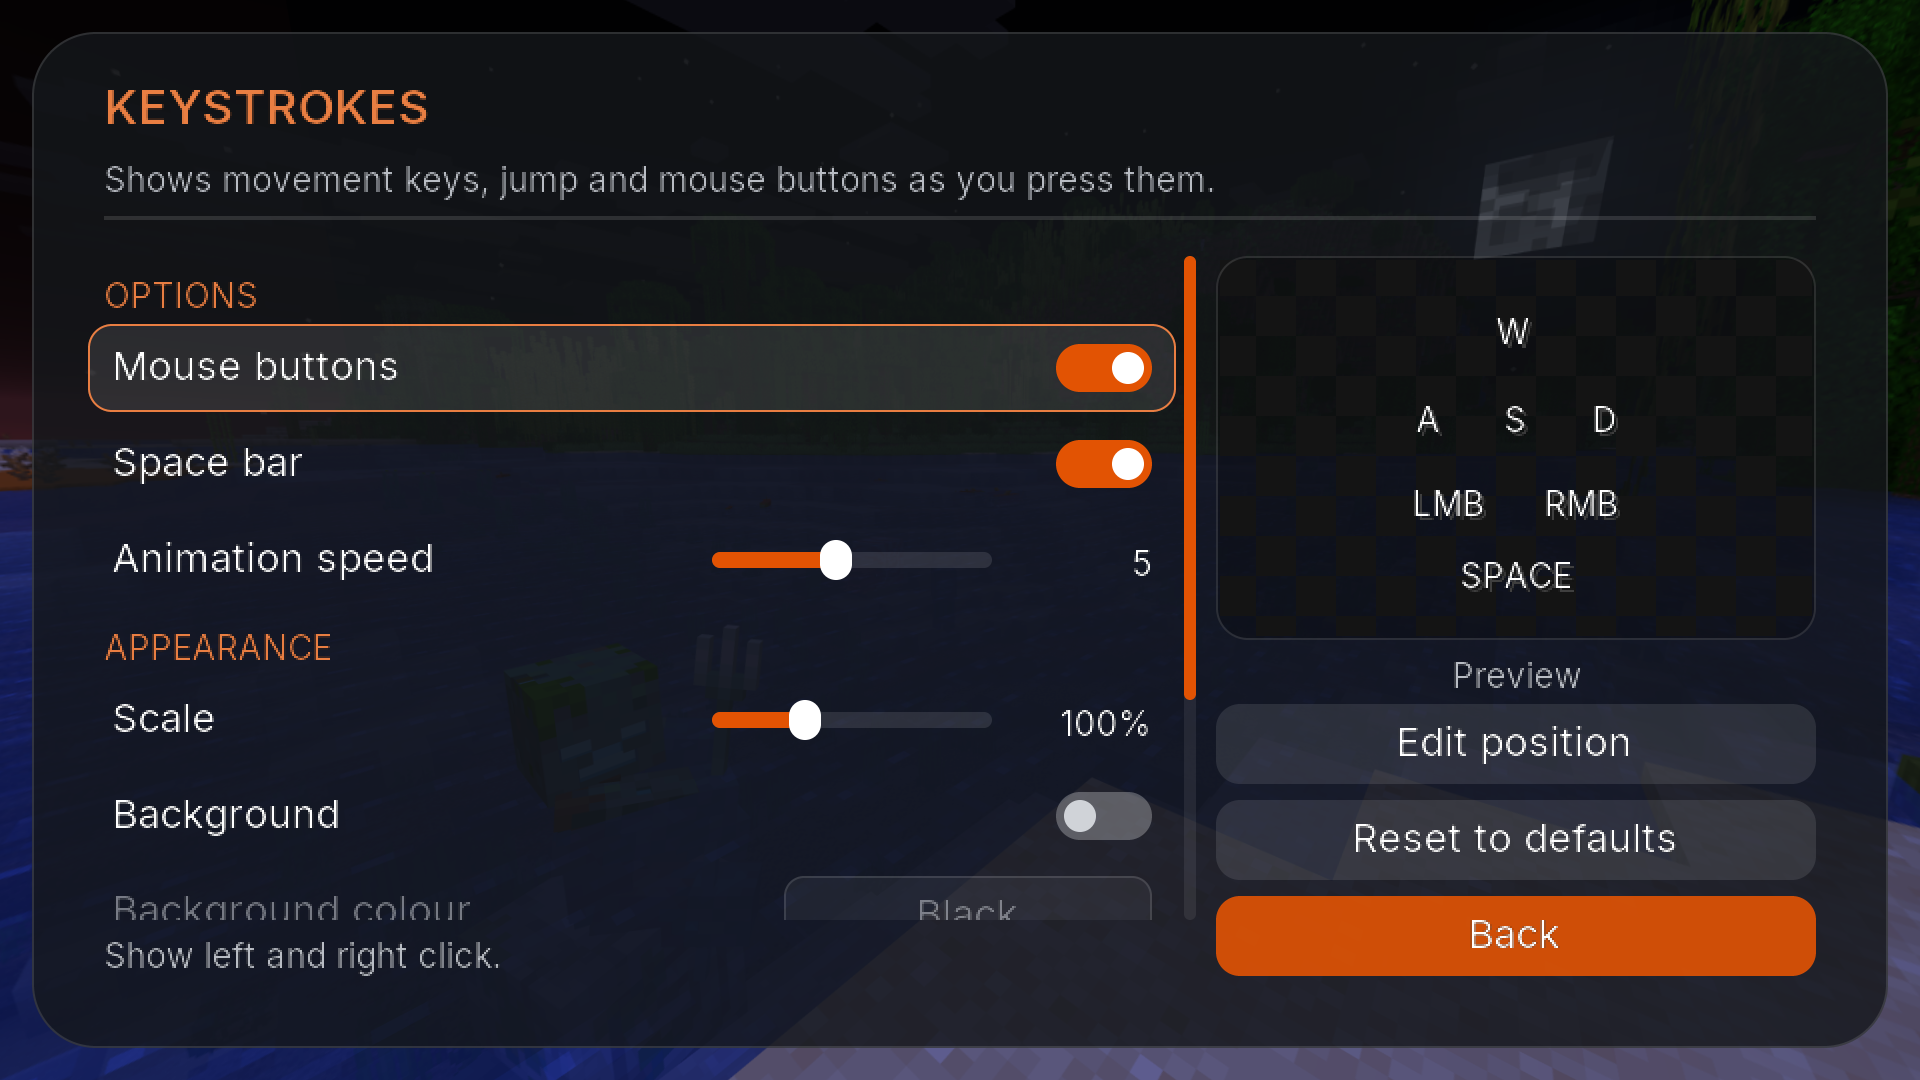 KEYSTROKES
Shows movement keys, jump and mouse buttons as you press them.
OPTIONS
Mouse buttons
Space bar
Animation speed 5
APPEARANCE
Scale 100%
Background
Background colour Black
Show left and right click.
W
A S D
LMB RMB
SPACE
Preview
Edit position
Reset to defaults
Back